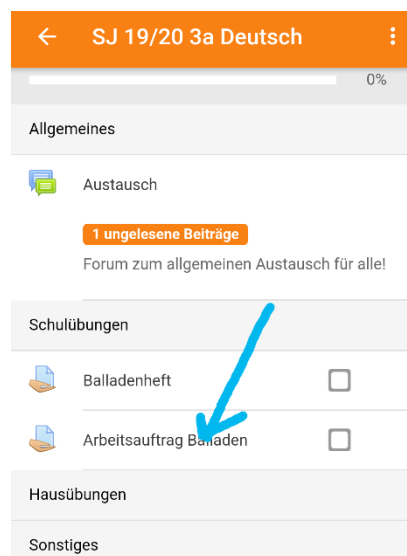 SJ 19/20 3a Deutsch
0%
Allgemeines
Austausch
1 ungelesene Beiträge
Forum zum allgemeinen Austausch für alle!
Schulübungen
Balladenheft
Arbeitsauftrag Balladen
Hausübungen
Sonstiges